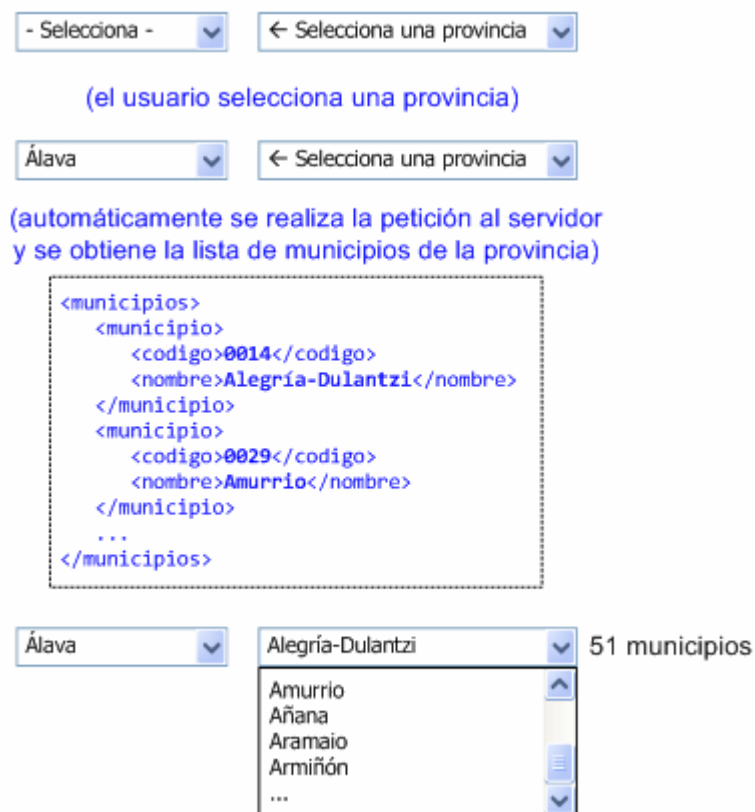 - Selecciona - ← Selecciona una provincia
(el usuario selecciona una provincia)
Álava ← Selecciona una provincia
(automáticamente se realiza la petición al servidor
y se obtiene la lista de municipios de la provincia)
<municipios>
<municipio>
<codigo>0014</codigo>
<nombre>Alegría-Dulantzi</nombre>
</municipio>
<municipio>
<codigo>0029</codigo>
<nombre>Amurrio</nombre>
</municipio>
...
</municipios>
Álava Alegría-Dulantzi 51 municipios
Amurrio
Añana
Aramaio
Armiñón
...